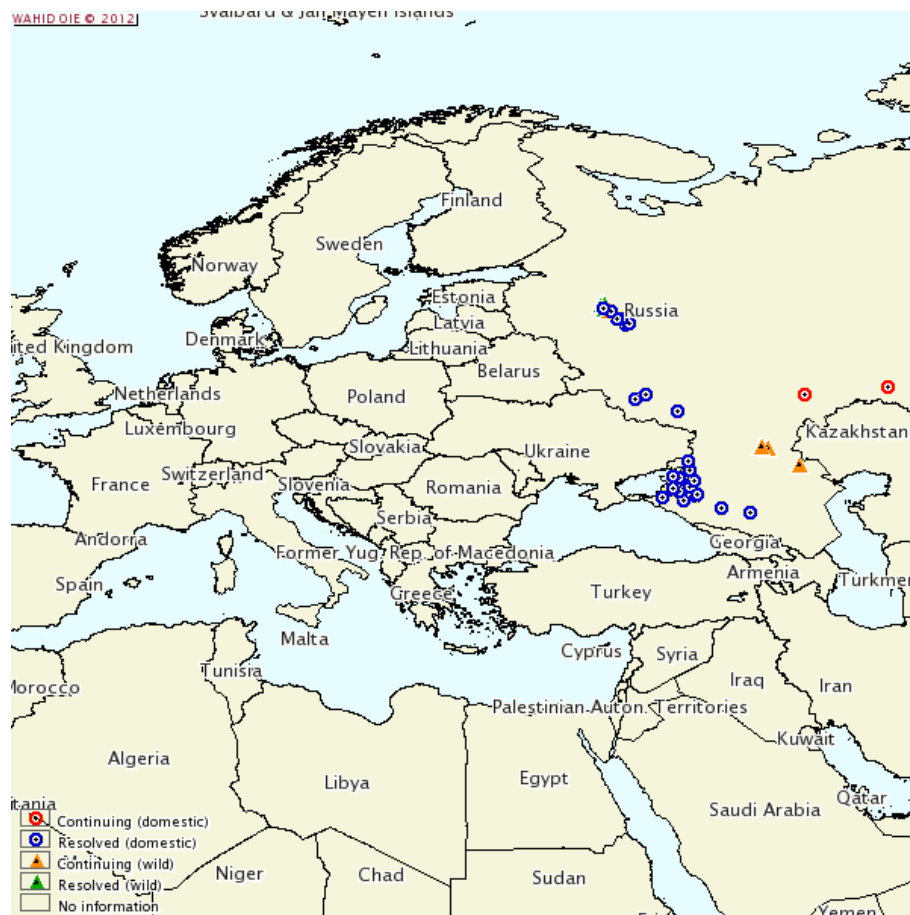 WAHID OIE © 2012
Svalbard & Jan Mayen Islands
Finland
Sweden
Norway
Estonia
Russia
Latvia
Denmark
Lithuania
United Kingdom
Belarus
Netherlands
Poland
Luxembourg
Kazakhstan
Slovakia
Ukraine
Switzerland
France
Slovenia
Romania
Serbia
Andorra
Georgia
Former Yug. Rep. of Macedonia
Armenia
Spain
Turkmen
Greece
Turkey
Malta
Cyprus
Syria
Tunisia
Iraq
Iran
Morocco
Palestinian Auton. Territories
Kuwait
Algeria
Egypt
Libya
Qatar
Saudi Arabia
itania
Continuing (domestic)
Resolved (domestic)
Continuing (wild)
Niger
Chad
Sudan
Resolved (wild)
No information
Yemen